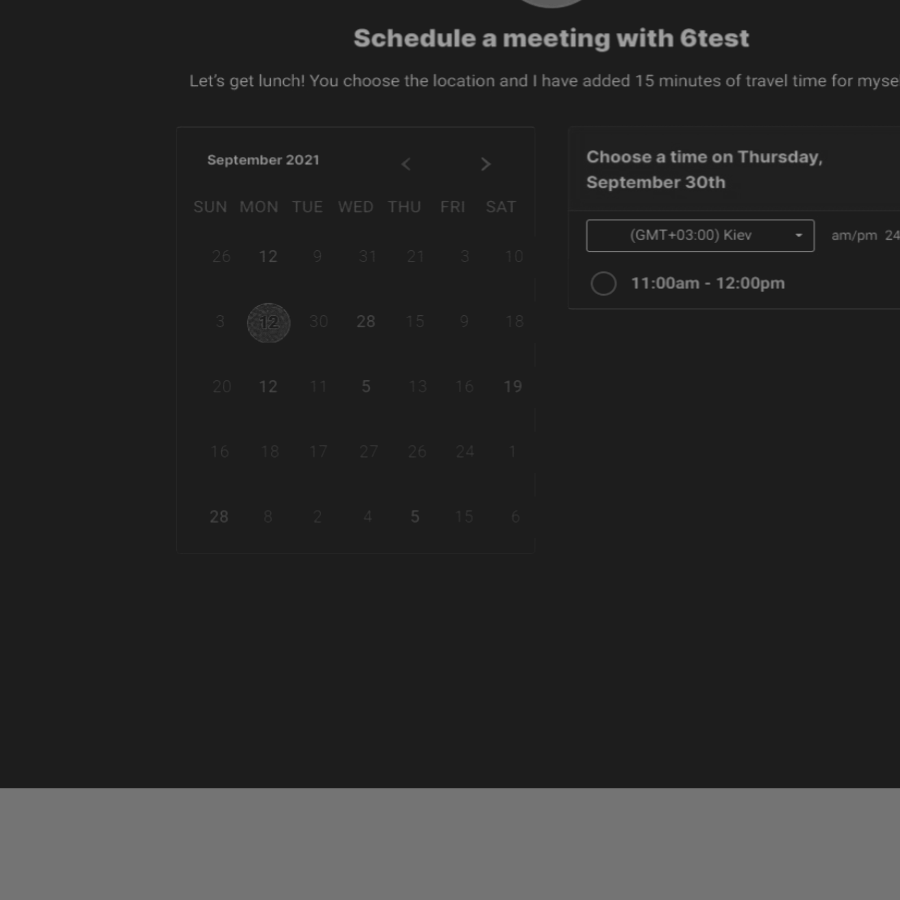 Schedule a meeting with 6test
Let's get lunch! You choose the location and I have added 15 minutes of travel time for myse
September 2021 < >
SUN MON TUE WED THU FRI SAT
26 12 9 31 21 3 10
3 12 30 28 15 9 18
20 12 11 5 13 16 19
16 18 17 27 26 24 1
28 8 2 4 5 15 6
Choose a time on Thursday,
September 30th
(GMT+03:00) Kiev am/pm 24
11:00am - 12:00pm